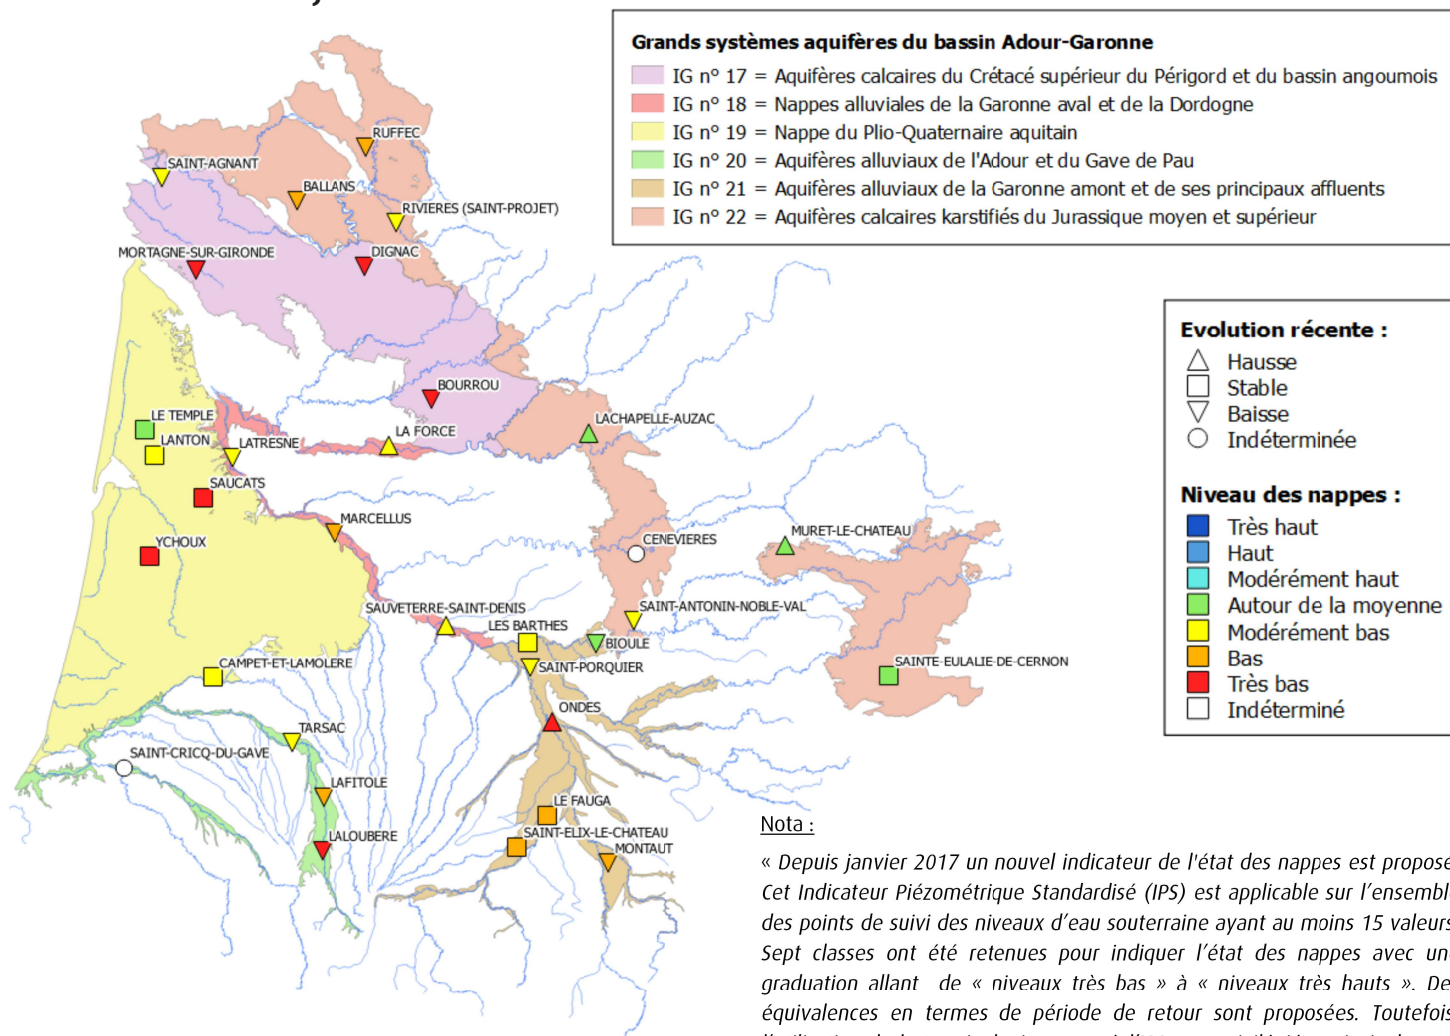 Grands systèmes aquifères du bassin Adour-Garonne
IG n° 17 = Aquifères calcaires du Crétacé supérieur du Périgord et du bassin angoumois
IG n° 18 = Nappes alluviales de la Garonne aval et de la Dordogne
IG n° 19 = Nappe du Plio-Quaternaire aquitain
IG n° 20 = Aquifères alluviaux de l'Adour et du Gave de Pau
IG n° 21 = Aquifères alluviaux de la Garonne amont et de ses principaux affluents
IG n° 22 = Aquifères calcaires karstifiés du Jurassique moyen et supérieur
RUFFEC
SAINT-AGNANT
BALLANS
RIVIERES (SAINT-PROJET)
MORTAGNE-SUR-GIRONDE
DIGNAC
BOURROU
LE TEMPLE
LANTON
LATRESNE
LA FORCE
LACHAPELLE-AUZAC
SAUCATS
MARCELLUS
YCHOUX
CENEVIERES
MURET-LE-CHATEAU
SAUVETERRE-SAINT-DENIS
LES BARTHES
SAINT-ANTONIN-NOBLE-VAL
BIOULE
SAINT-PORQUIER
CAMPET-ET-LAMOLERE
SAINTE-EULALIE-DE-CERNON
ONDES
TARSAC
SAINT-CRICQ-DU-GAVE
LAFITOLE
LE FAUGA
LALOUBERE
SAINT-ELIX-LE-CHATEAU
MONTAUT
Evolution récente :
Hausse
Stable
Baisse
Indéterminée
Niveau des nappes :
Très haut
Haut
Modérément haut
Autour de la moyenne
Modérément bas
Bas
Très bas
Indéterminé
Nota :
« Depuis janvier 2017 un nouvel indicateur de l'état des nappes est proposé
Cet Indicateur Piézométrique Standardisé (IPS) est applicable sur l'ensembl
des points de suivi des niveaux d'eau souterraine ayant au moins 15 valeurs
Sept classes ont été retenues pour indiquer l'état des nappes avec un
graduation allant de « niveaux très bas » à « niveaux très hauts ». De
équivalences en termes de période de retour sont proposées. Toutefois